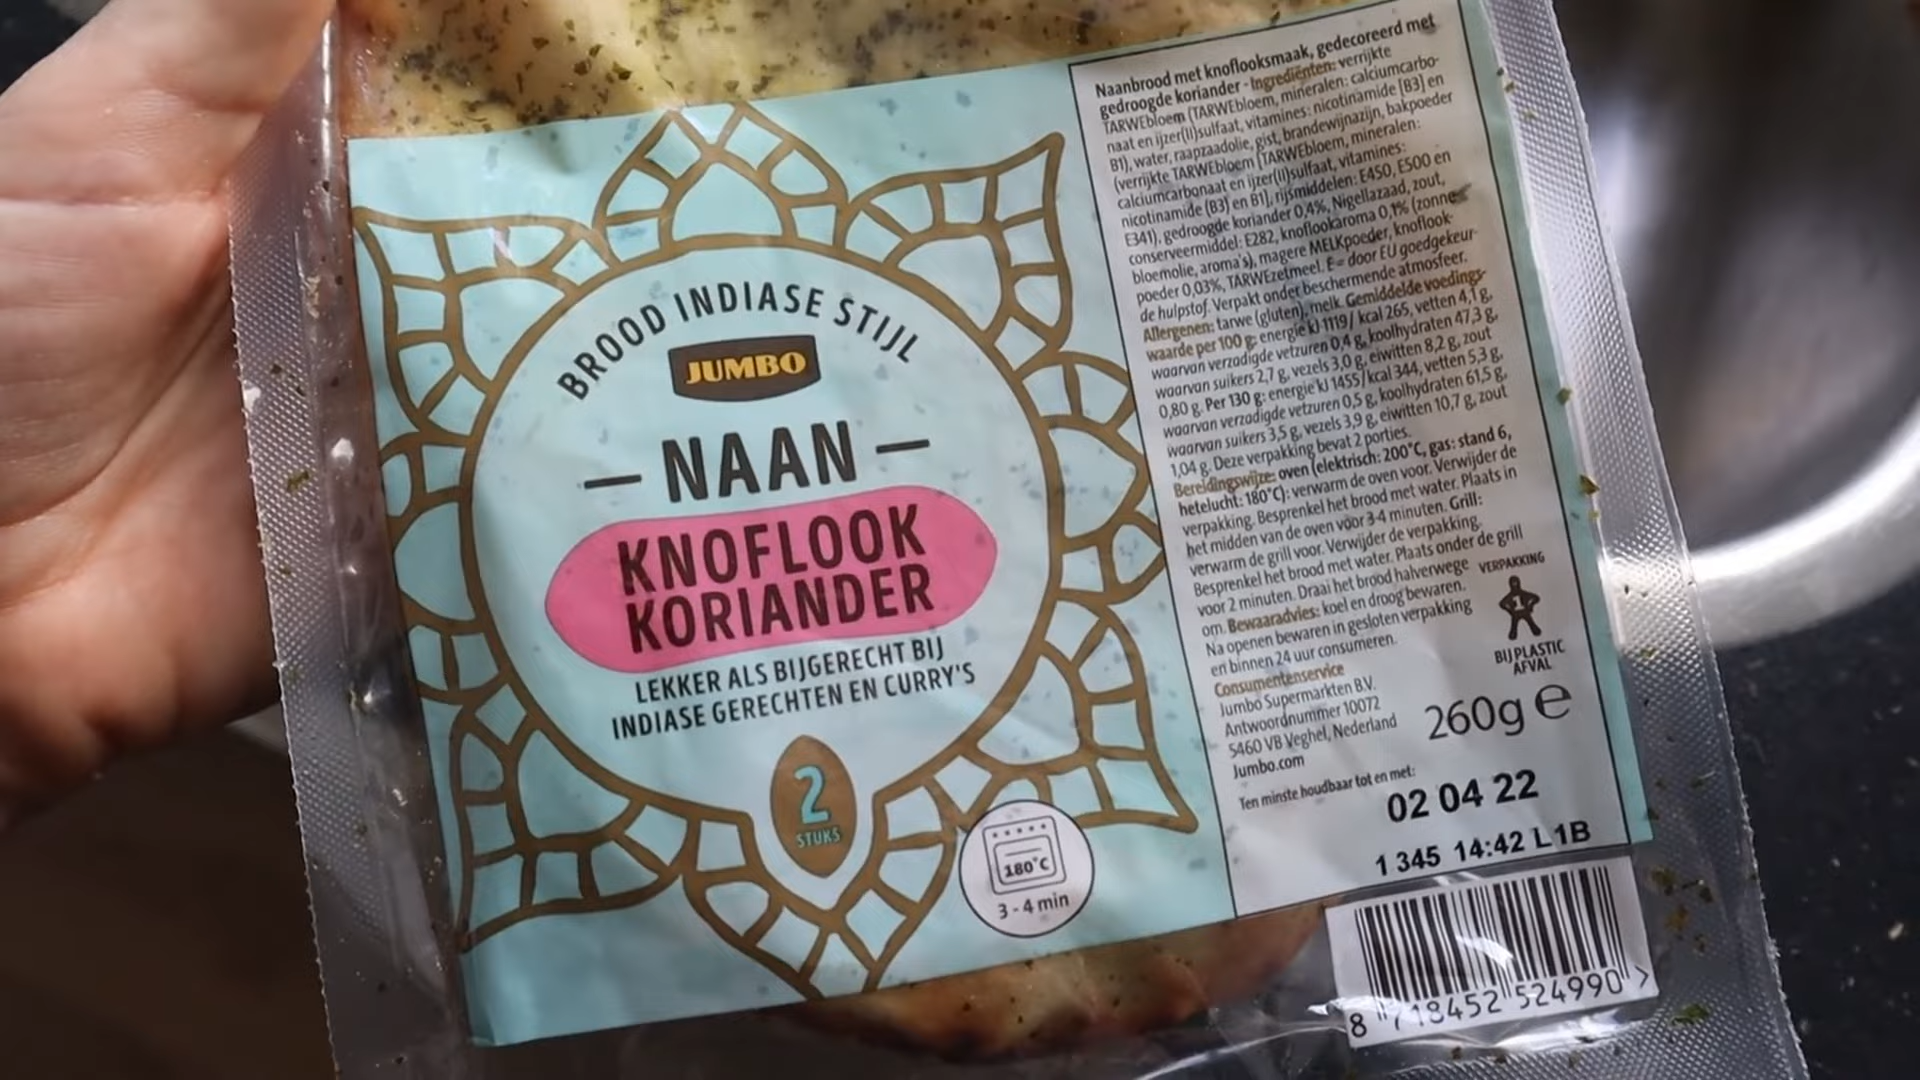 BROOD INDIASE STIJL
JUMBO
NAAN
KNOFLOOK
KORIANDER
LEKKER ALS BIJGERECHT BIJ
INDIASE GERECHTEN EN CURRY'S
2
STUKS
180°C
3-4 min
Naanbrood met knoflooksmaak, gedecoreerd met
gedroogde koriander - Ingrediënten: verrijkte
TARWEbloem (TARWEbloem, mineralen: calciumcarbo-
naat en ijzer(II)sulfaat, vitamines: nicotinamide [B3] en
B1), water, raapzaadolie, gist, brandewijnazijn, bakpoeder
(verrijkte TARWEbloem [TARWEbloem, mineralen:
calciumcarbonaat en ijzer(II)sulfaat, vitamines:
nicotinamide (B3) en B1], rijsmiddelen: E450, E500 en
E341), gedroogde koriander 0,4%, Nigellazaad, zout,
conserveermiddel: E282, knoflookaroma 0,1% (zonne-
bloemolie, aroma's), magere MELKpoeder, knoflook-
poeder 0,03%, TARWEzetmeel. E = door EU goedgekeur-
de hulpstof. Verpakt onder beschermende atmosfeer.
Allergenen: tarwe (gluten), melk. Gemiddelde voedings-
waarde per 100 g: energie kJ 1119/ kcal 265, vetten 4,1 g,
waarvan verzadigde vetzuren 0,4 g, koolhydraten 47,3 g,
waarvan suikers 2,7 g, vezels 3,0 g, eiwitten 8,2 g, zout
0,80 g. Per 130 g: energie kJ 1455/kcal 344, vetten 5,3 g,
waarvan verzadigde vetzuren 0,5 g, koolhydraten 61,5 g,
waarvan suikers 3,5 g, vezels 3,9 g, eiwitten 10,7 g, zout
1,04 g. Deze verpakking bevat 2 porties.
Bereidingswijze: oven (elektrisch: 200°C, gas: stand 6,
hetelucht: 180°C): verwarm de oven voor. Verwijder de
verpakking. Besprenkel het brood met water. Plaats in
het midden van de oven voor 3-4 minuten. Grill:
verwarm de grill voor. Verwijder de verpakking.
Besprenkel het brood met water. Plaats onder de grill
voor 2 minuten. Draai het brood halverwege
om. Bewaaradvies: koel en droog bewaren.
Na openen bewaren in gesloten verpakking
en binnen 24 uur consumeren.
VERPAKKING
1
BIJ PLASTIC
AFVAL
Consumentenservice
Jumbo Supermarkten B.V.
Antwoordnummer 10072
5460 VB Veghel, Nederland
Jumbo.com
260g e
Ten minste houdbaar tot en met:
02 04 22
1 345 14:42 L1B
8 718452 524990 >